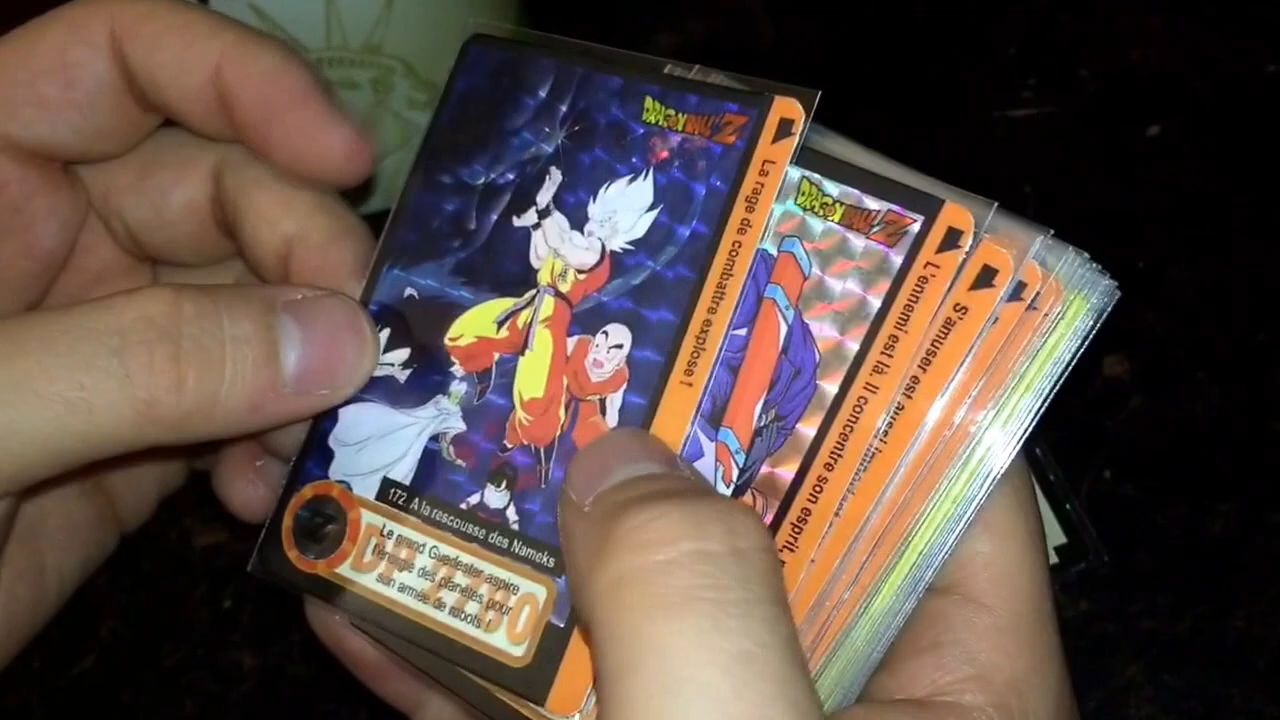 DRAGON BALL Z
La rage de combattre explose !
172. A la rescousse des Nameks
Le grand Guedester aspire
l'énergie des planètes pour
son armée de robots !
DRAGON BALL Z
L'ennemi est là. Il concentre son esprit,
S'amuser est aussi